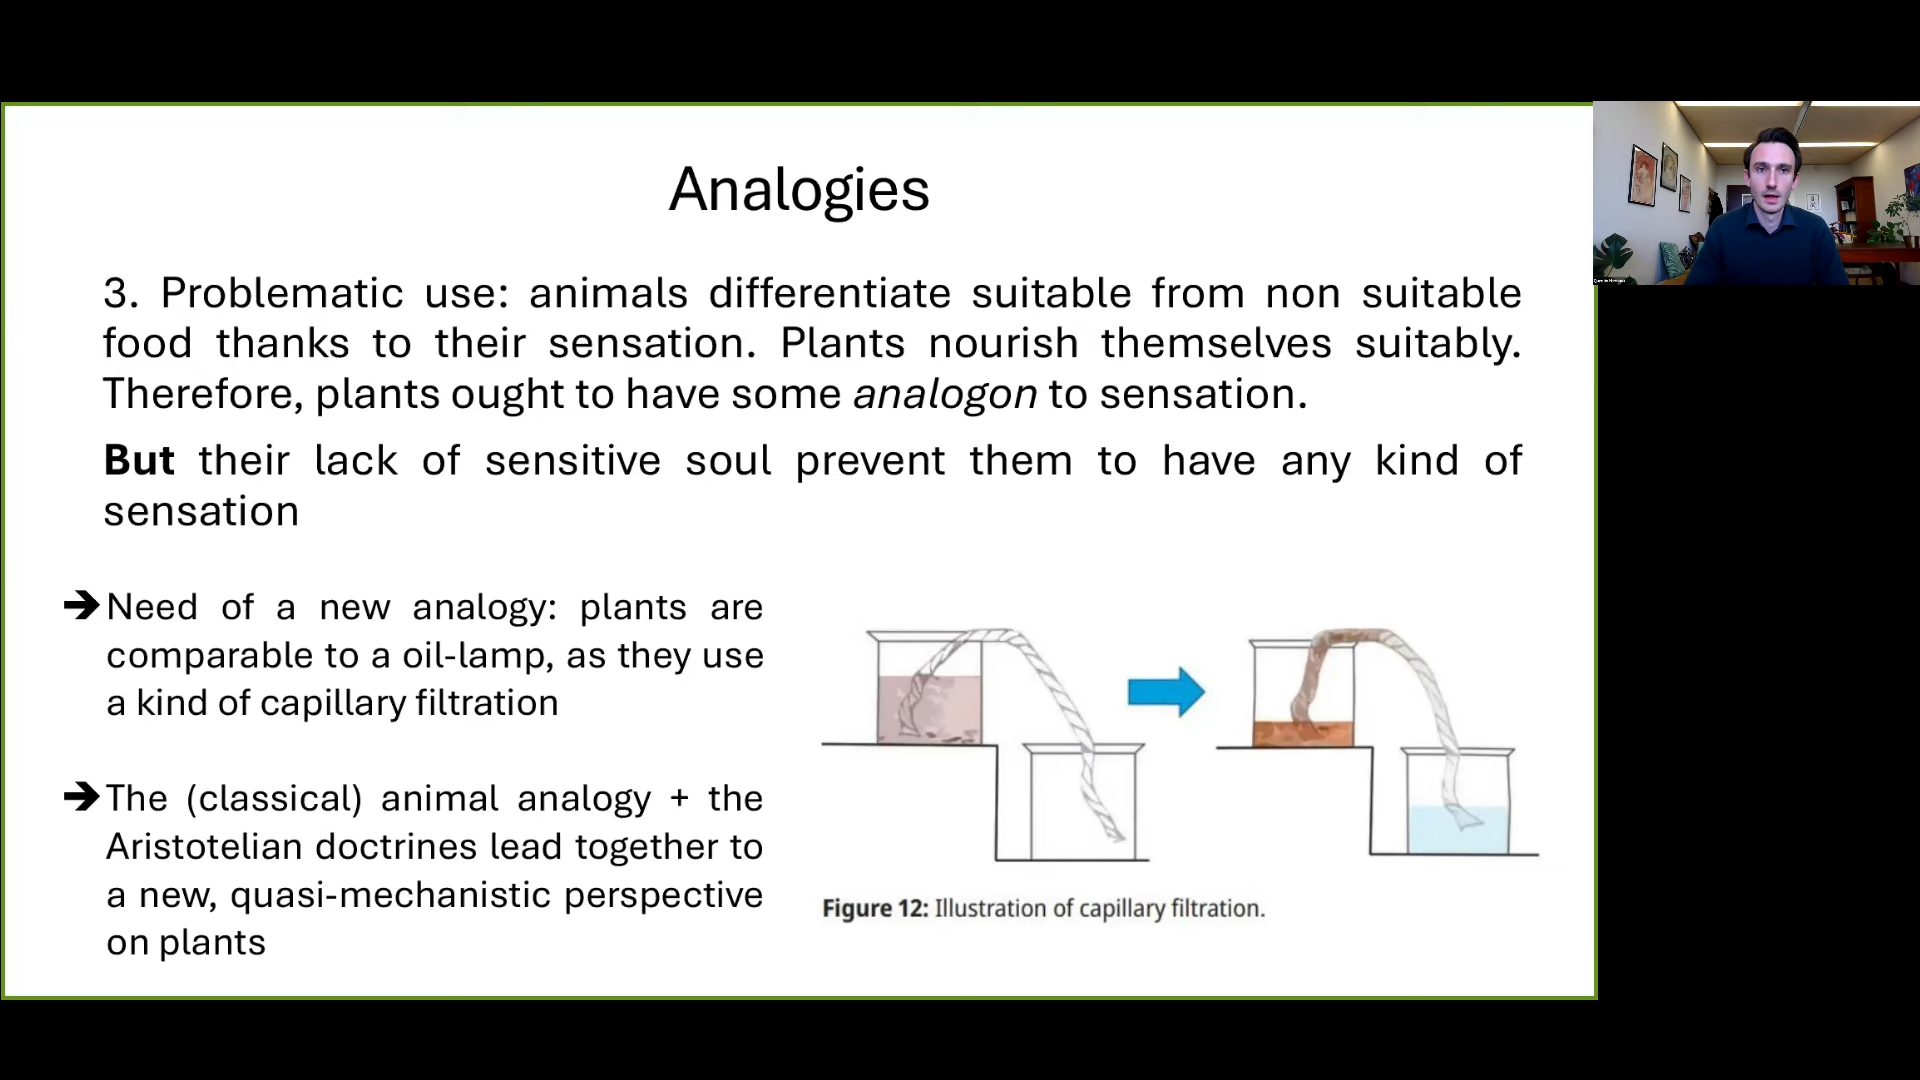 Analogies
3. Problematic use: animals differentiate suitable from non suitable
food thanks to their sensation. Plants nourish themselves suitably.
Therefore, plants ought to have some analogon to sensation.
But their lack of sensitive soul prevent them to have any kind of
sensation
➔Need of a new analogy: plants are
comparable to a oil-lamp, as they use
a kind of capillary filtration
➔The (classical) animal analogy + the
Aristotelian doctrines lead together to
a new, quasi-mechanistic perspective
on plants
Figure 12: Illustration of capillary filtration.